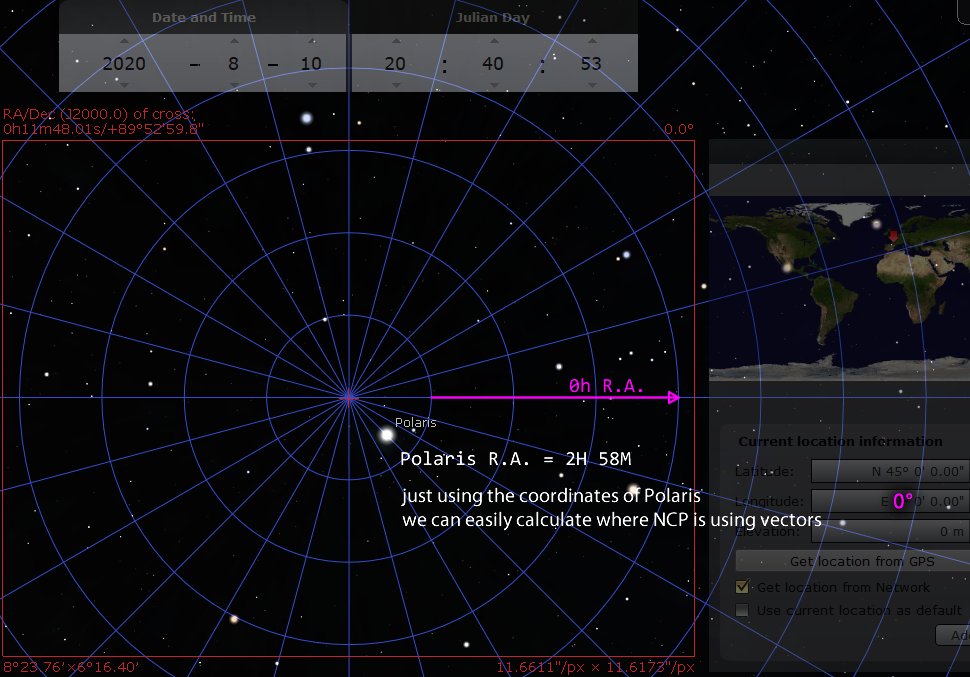 Date and Time
Julian Day
2020 – 8 – 10
20 : 40 : 53
RA/Dec (J2000.0) of cross:
0h11m48.01s/+89°52'59.8"
0.0°
0h R.A.
Polaris
Polaris R.A. = 2H 58M
just using the coordinates of Polaris
we can easily calculate where NCP is using vectors
Current location information
Latitude:
N 45° 0' 0.00"
Longitude:
E 0° 0' 0.00"
Elevation:
0 m
Get location from GPS
Get location from Network
Use current location as default
8°23.76'×6°16.40'
11.6611"/px × 11.6173"/px